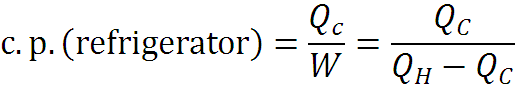 c. p. (refrigerator) = Q_c / W = Q_C / (Q_H − Q_C)